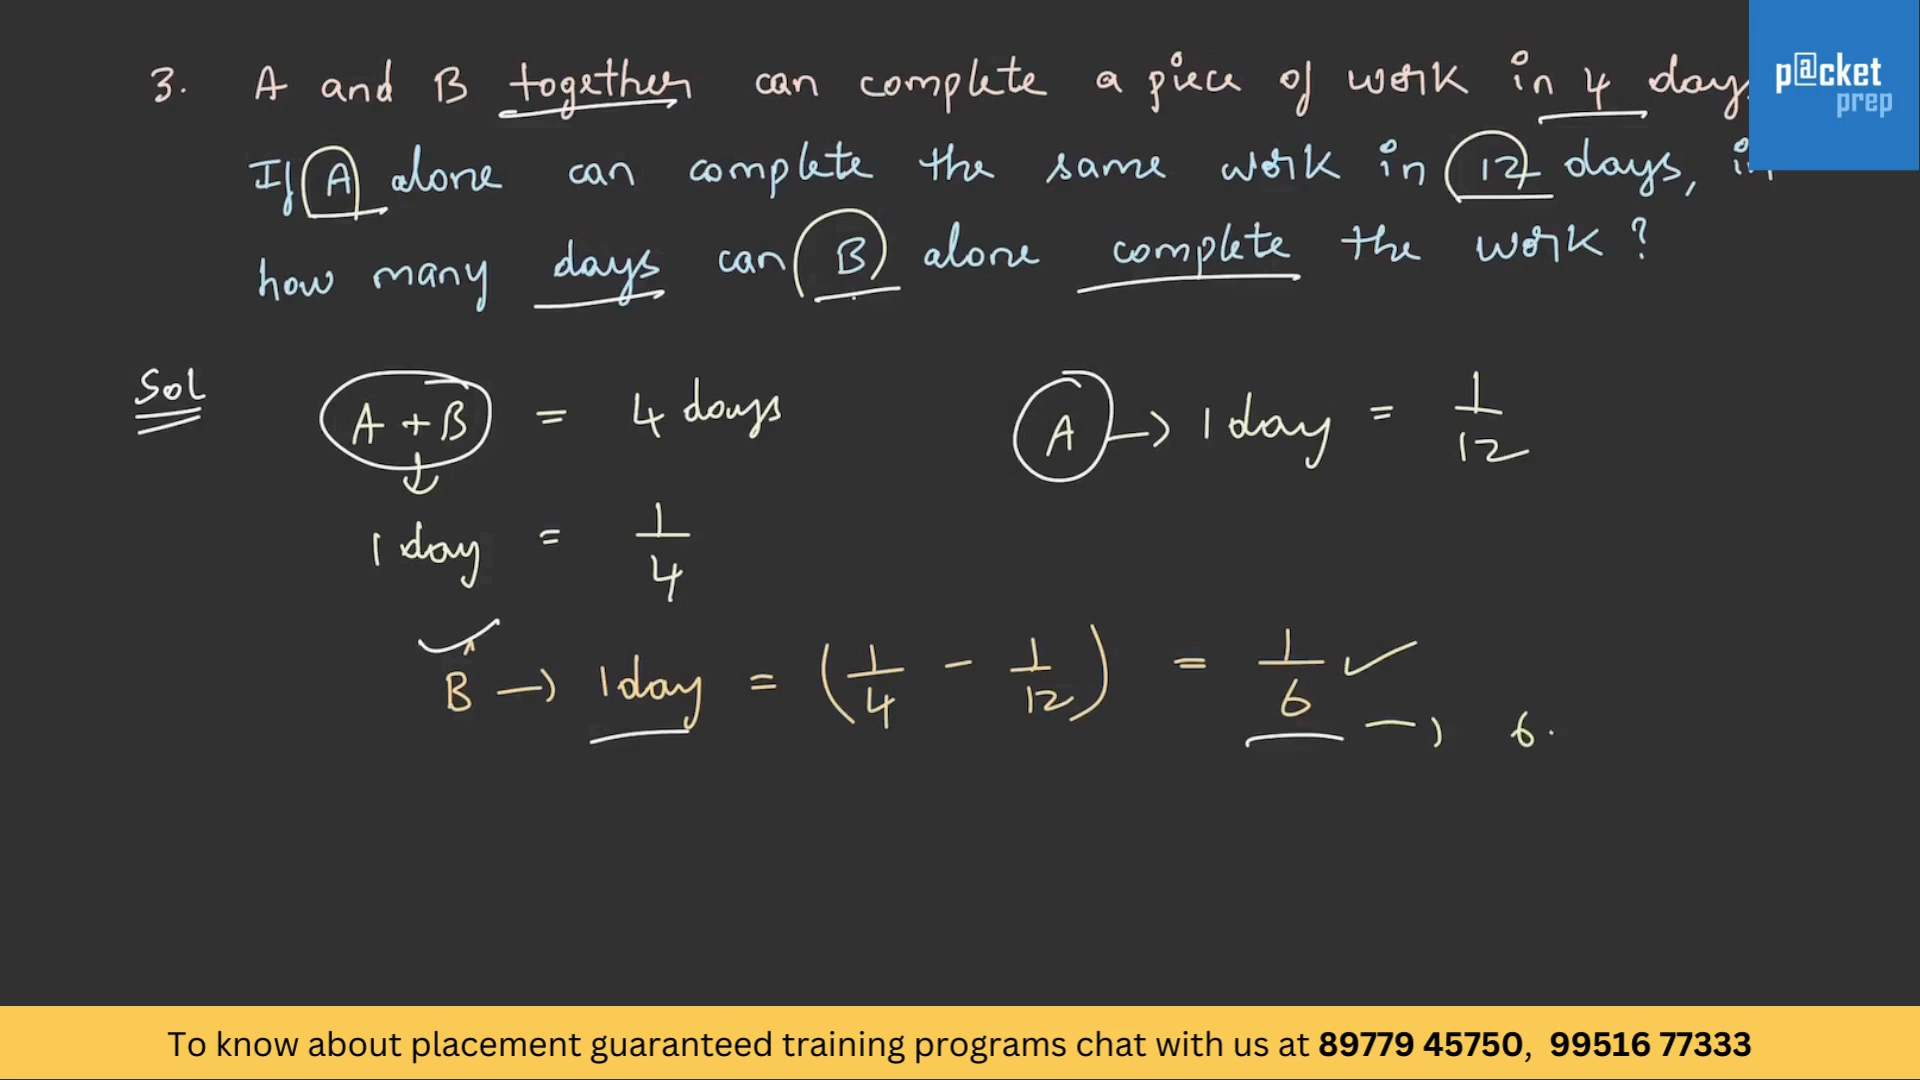 p@cket
prep
3. A and B together can complete a piece of work in 4 days
If A alone can complete the same work in 12 days, in
how many days can B alone complete the work?
Sol
A + B = 4 days
A → 1 day = 1/12
1 day = 1/4
B → 1 day = (1/4 - 1/12) = 1/6 ✓
→ 6.
To know about placement guaranteed training programs chat with us at 89779 45750, 99516 77333